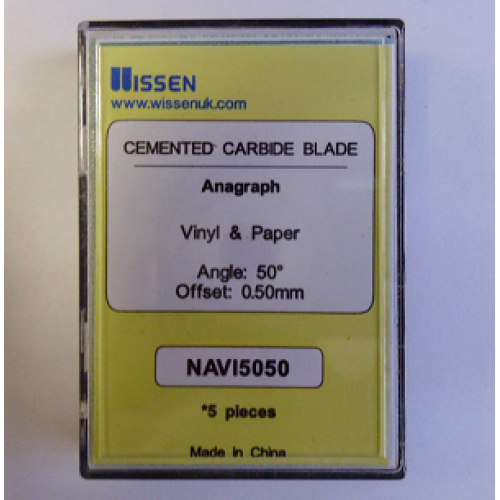 WISSEN
www.wissenuk.com
CEMENTED CARBIDE BLADE
Anagraph
Vinyl & Paper
Angle: 50°
Offset: 0.50mm
NAVI5050
*5 pieces
Made in China